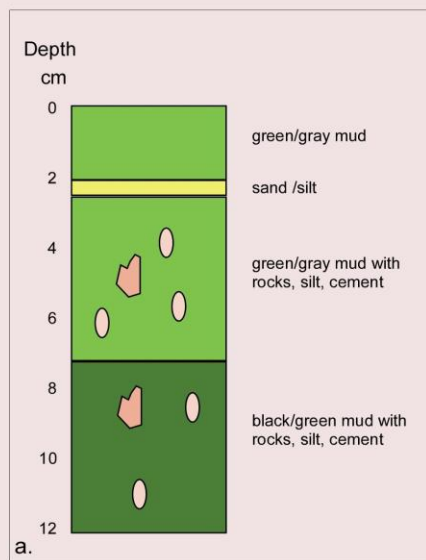 Depth
cm
0
green/gray mud
2
sand /silt
4
green/gray mud with
rocks, silt, cement
6
8
black/green mud with
rocks, silt, cement
10
12
a.